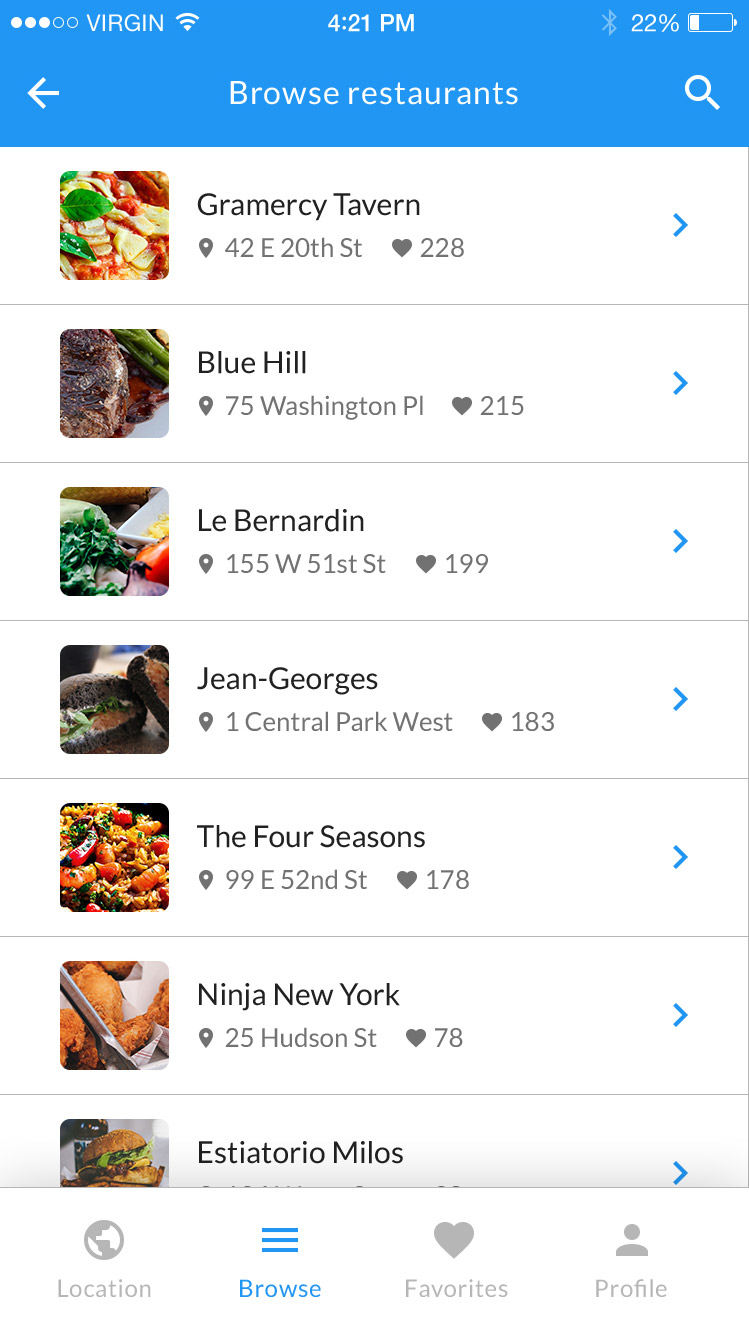 VIRGIN 4:21 PM 22%
Browse restaurants
Gramercy Tavern
42 E 20th St 228
Blue Hill
75 Washington Pl 215
Le Bernardin
155 W 51st St 199
Jean-Georges
1 Central Park West 183
The Four Seasons
99 E 52nd St 178
Ninja New York
25 Hudson St 78
Estiatorio Milos
Location Browse Favorites Profile